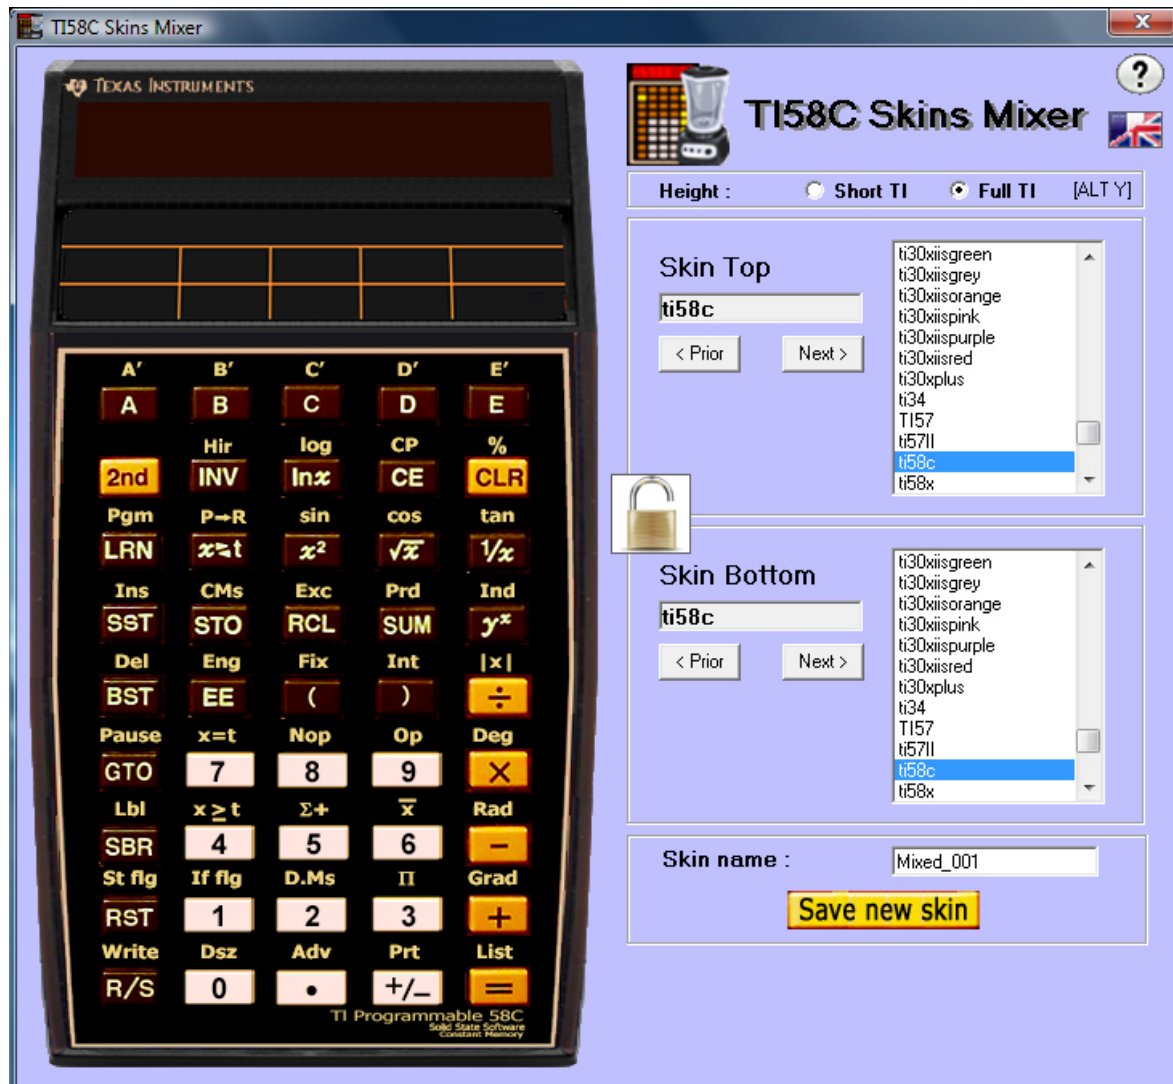 TI58C Skins Mixer
TEXAS INSTRUMENTS
A′ B′ C′ D′ E′
A B C D E
Hir log CP %
2nd INV lnx CE CLR
Pgm P→R sin cos tan
LRN x⇄t x² √x 1/x
Ins CMs Exc Prd Ind
SST STO RCL SUM yˣ
Del Eng Fix Int |x|
BST EE ( ) ÷
Pause x=t Nop Op Deg
GTO 7 8 9 ×
Lbl x≥t Σ+ x̅ Rad
SBR 4 5 6 −
St flg If flg D.Ms π Grad
RST 1 2 3 +
Write Dsz Adv Prt List
R/S 0 • +/− =
TI Programmable 58C
Solid State Software
Constant Memory
?
TI58C Skins Mixer
Height : Short TI Full TI [ALT Y]
Skin Top
ti58c
< Prior Next >
ti30xiisgreen
ti30xiisgrey
ti30xiisorange
ti30xiispink
ti30xiispurple
ti30xiisred
ti30xplus
ti34
TI57
ti57II
ti58c
ti58x
Skin Bottom
ti58c
< Prior Next >
ti30xiisgreen
ti30xiisgrey
ti30xiisorange
ti30xiispink
ti30xiispurple
ti30xiisred
ti30xplus
ti34
TI57
ti57II
ti58c
ti58x
Skin name : Mixed_001
Save new skin